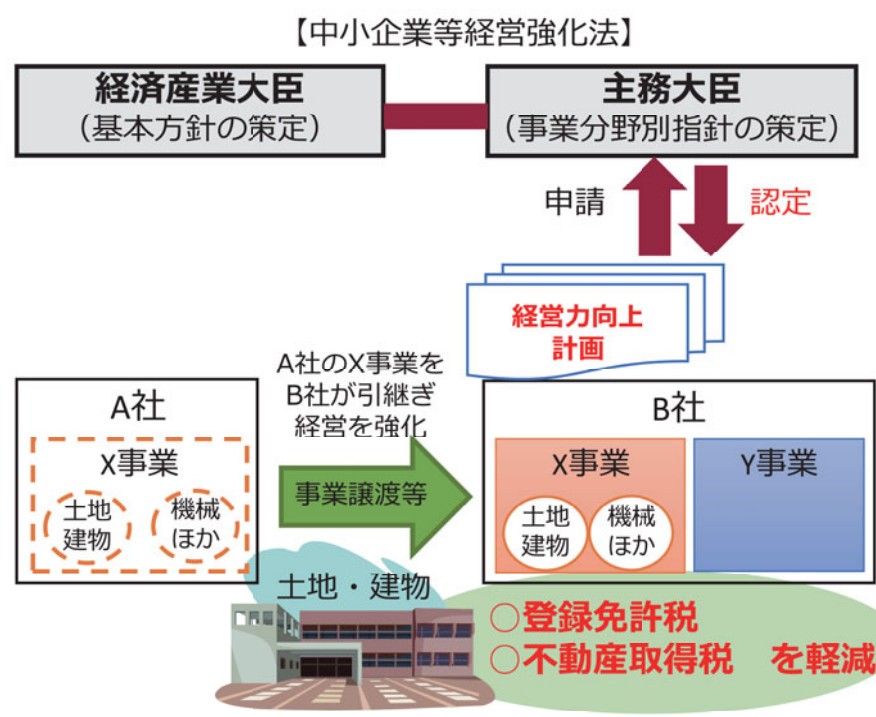 【中小企業等経営強化法】
経済産業大臣
（基本方針の策定）
主務大臣
（事業分野別指針の策定）
申請
認定
経営力向上
計画
A社のX事業を
B社が引継ぎ
経営を強化
事業譲渡等
A社
X事業
土地
建物
機械
ほか
B社
X事業
土地
建物
機械
ほか
Y事業
土地・建物
○登録免許税
○不動産取得税　を軽減